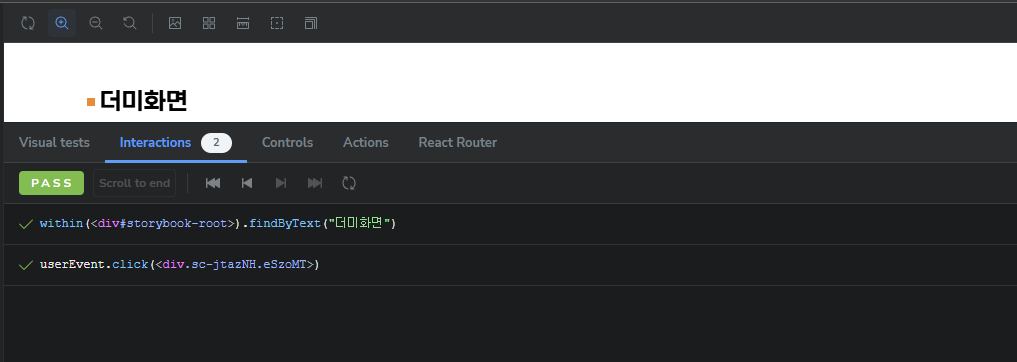 더미화면
Visual tests Interactions 2 Controls Actions React Router
PASS Scroll to end
within(<div#storybook-root>).findByText("더미화면")
userEvent.click(<div.sc-jtazNH.eSzoMT>)